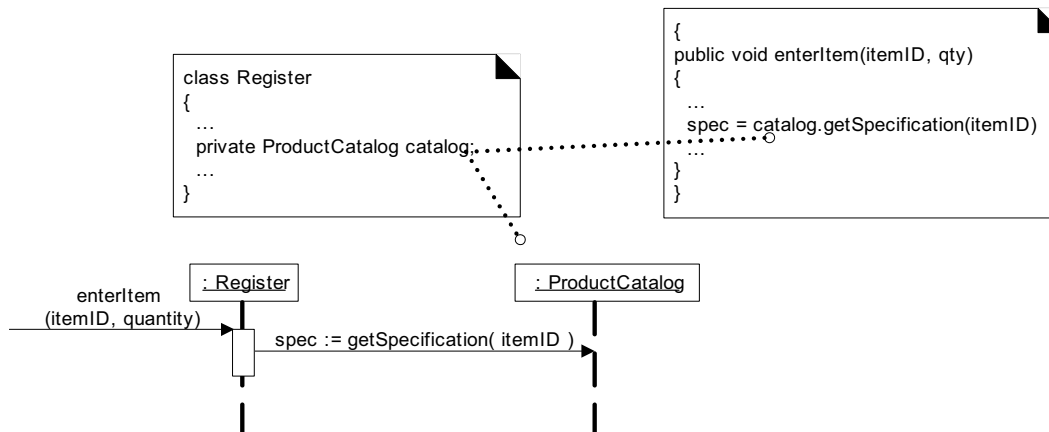 class Register
{
...
private ProductCatalog catalog;
...
}
{
public void enterItem(itemID, qty)
{
...
spec = catalog.getSpecification(itemID)
...
}
}
: Register
: ProductCatalog
enterItem
(itemID, quantity)
spec := getSpecification( itemID )